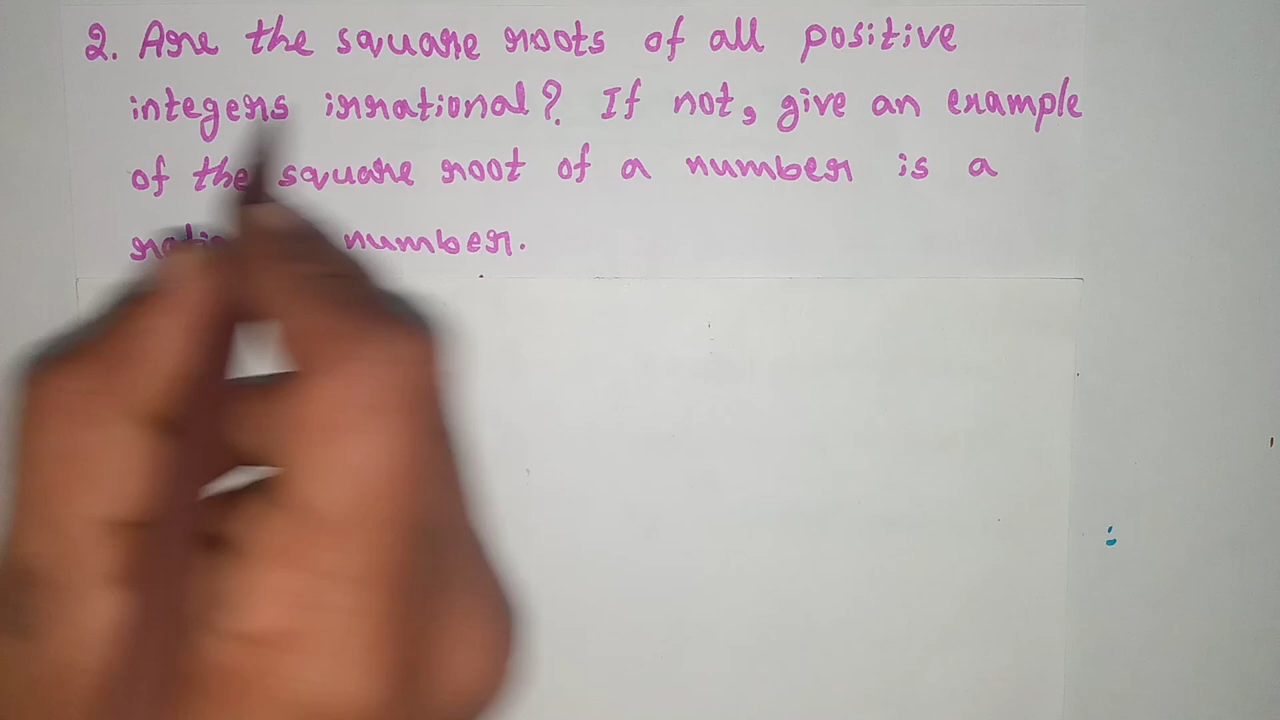 2. Are the square roots of all positive
integers irrational? If not, give an example
of the square root of a number is a
number.